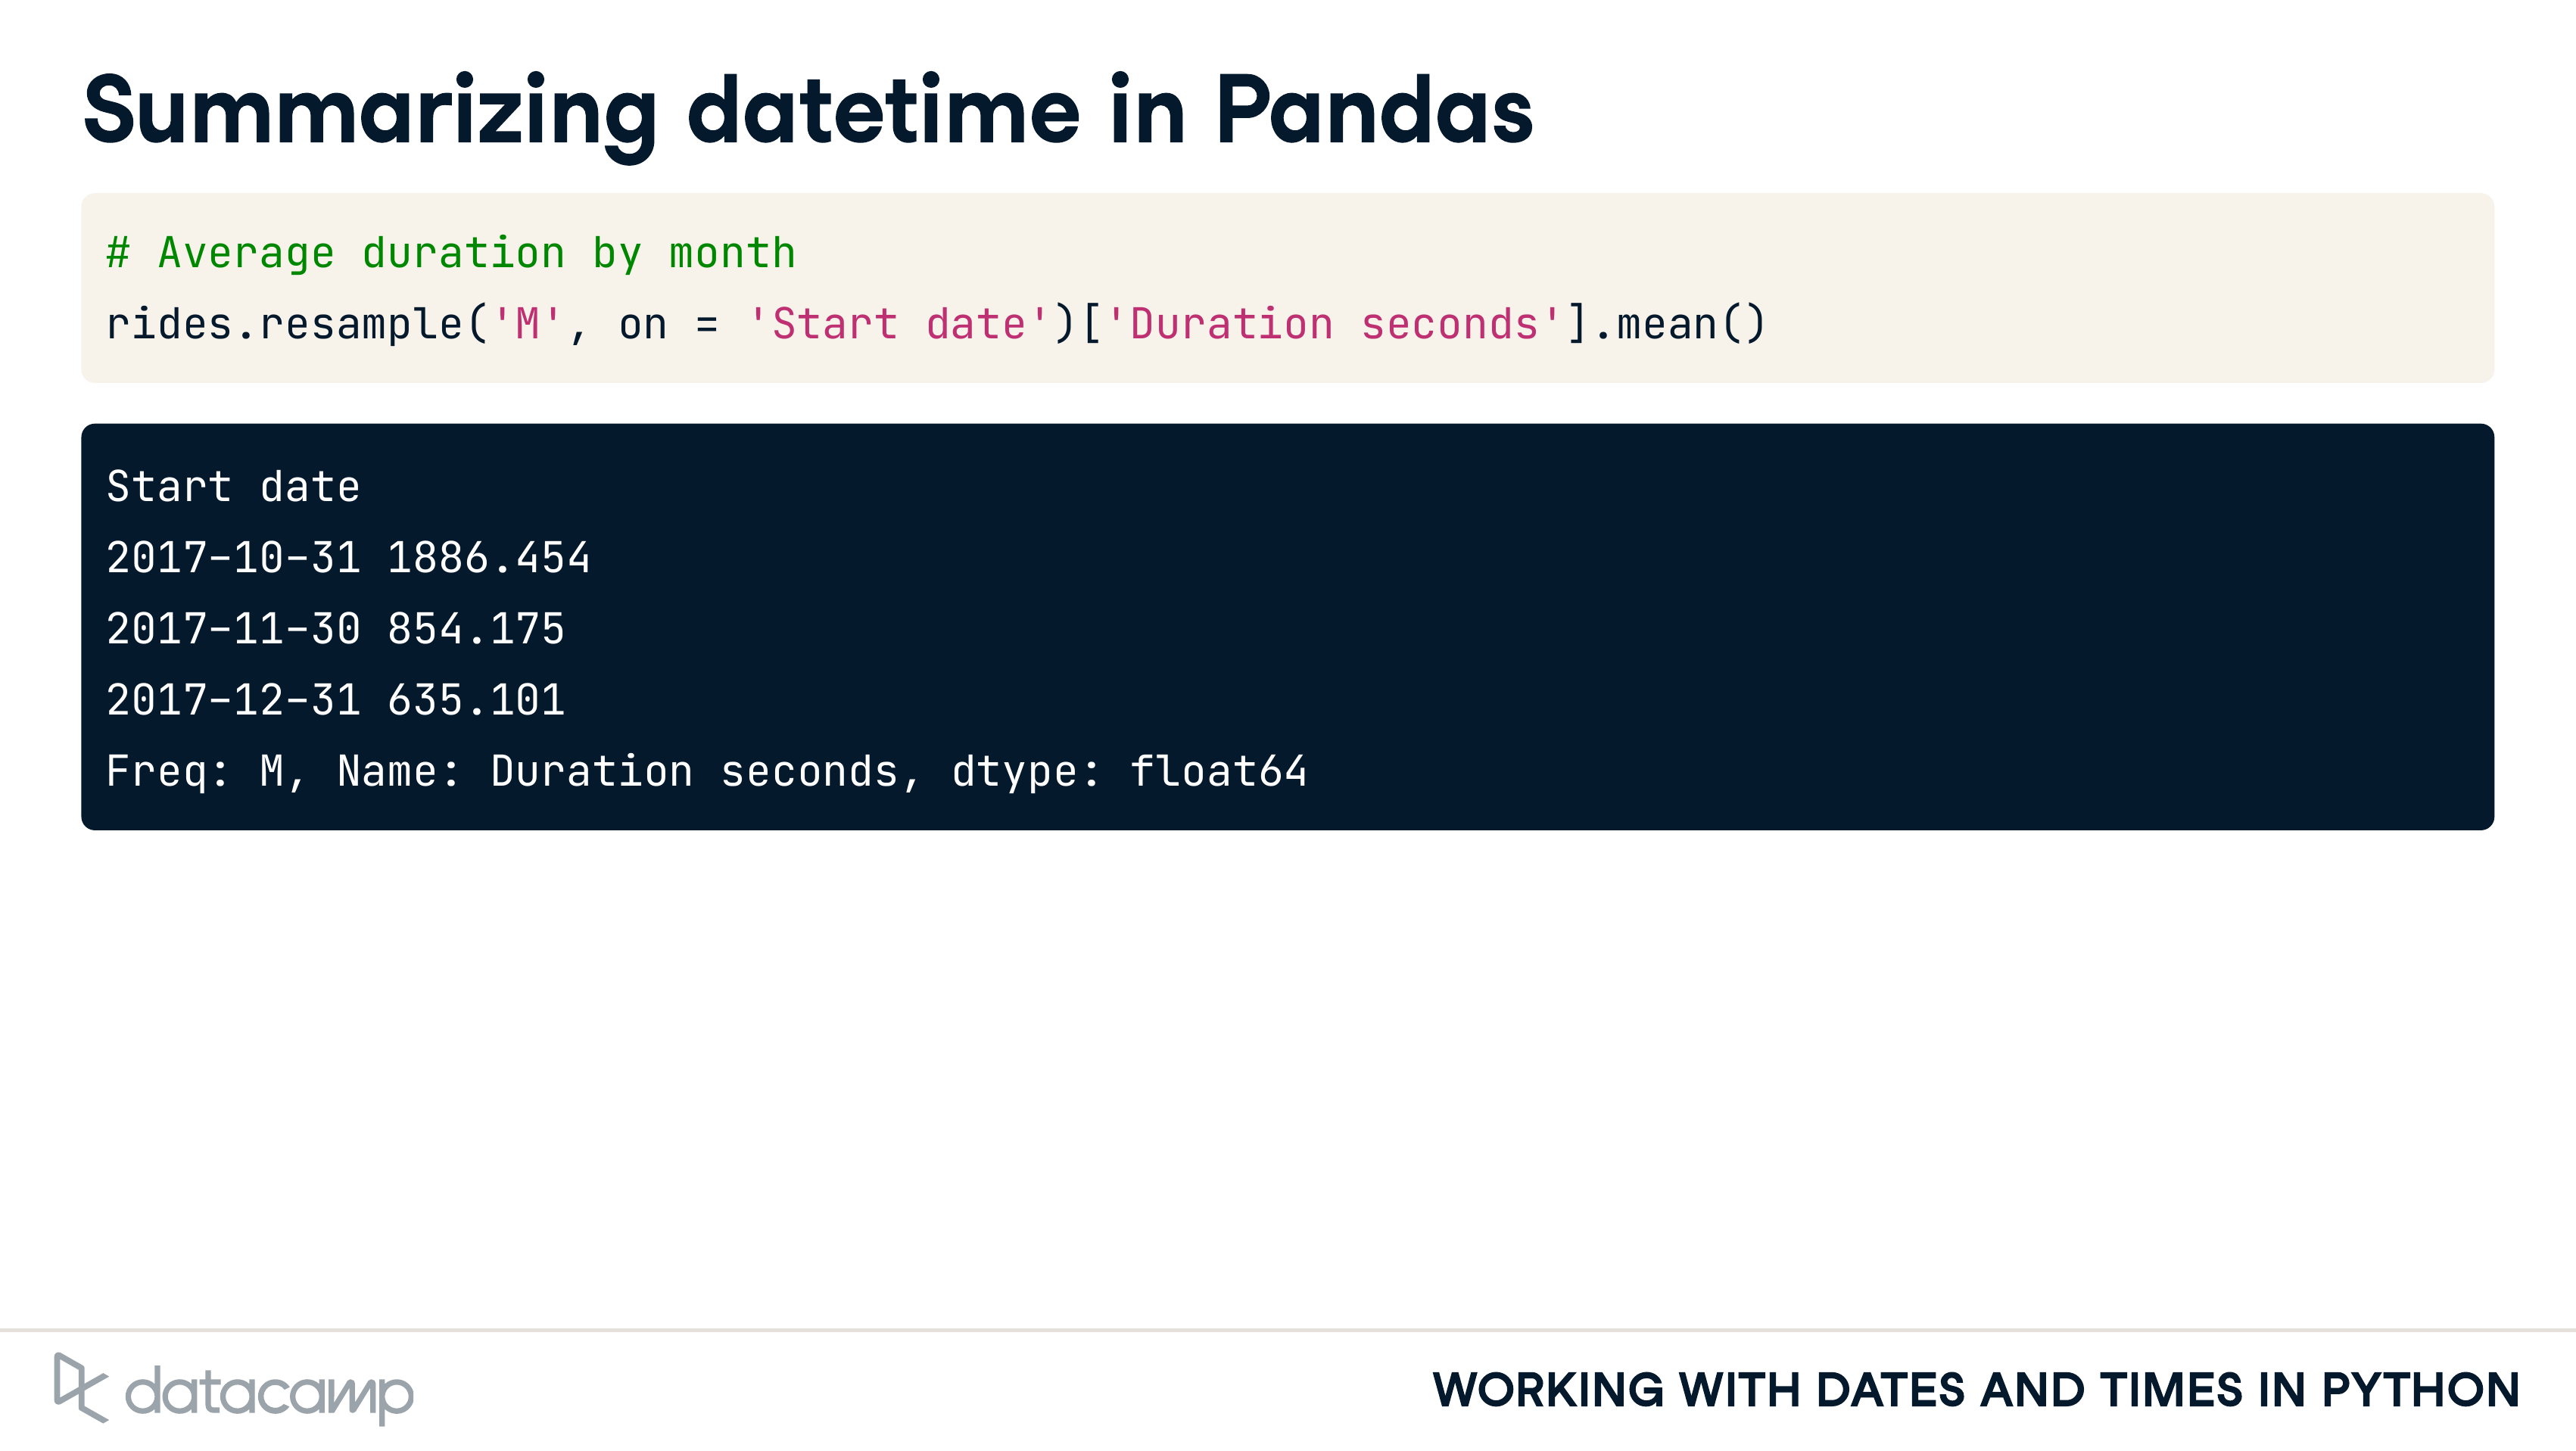 Summarizing datetime in Pandas
# Average duration by month
rides.resample('M', on = 'Start date')['Duration seconds'].mean()
Start date
2017-10-31 1886.454
2017-11-30 854.175
2017-12-31 635.101
Freq: M, Name: Duration seconds, dtype: float64
datacamp
WORKING WITH DATES AND TIMES IN PYTHON